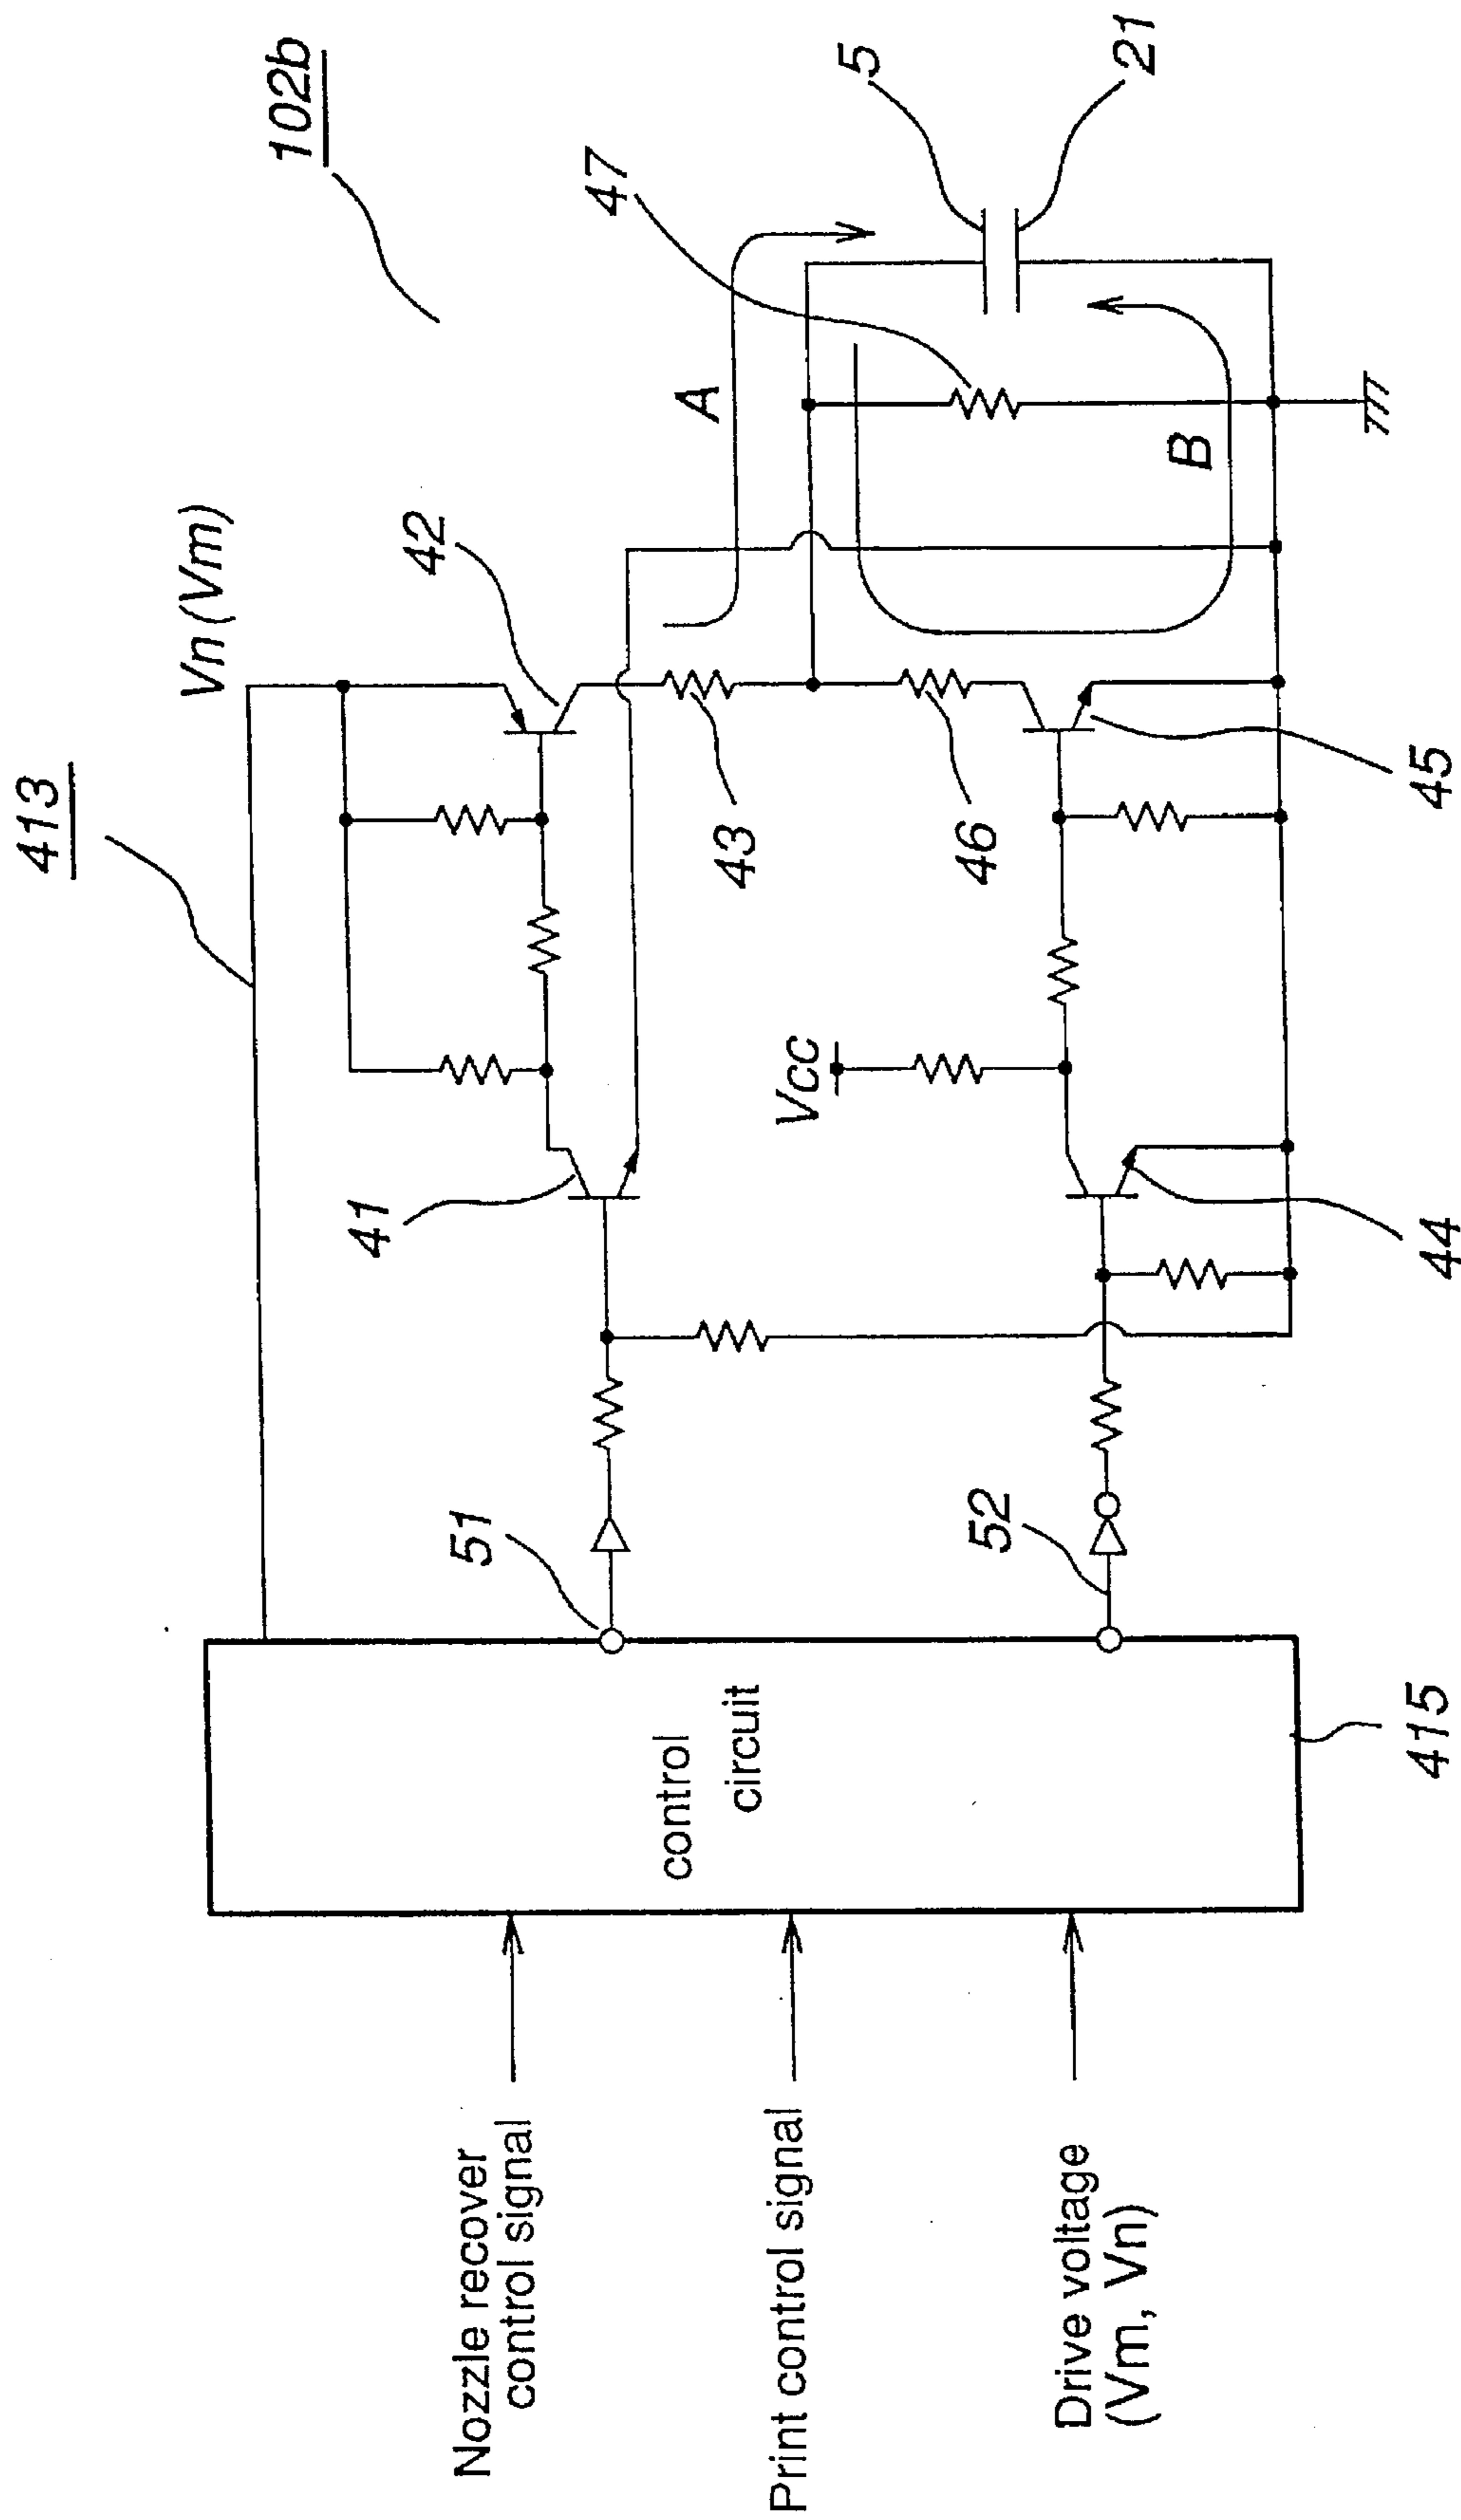 102b
413
Vn (Vm)
42
47
5
21
A
B
41
43
46
45
Vcc
44
51
52
control
circuit
415
Nozzle recover
control signal
Print control signal
Drive voltage
(Vm, Vn)